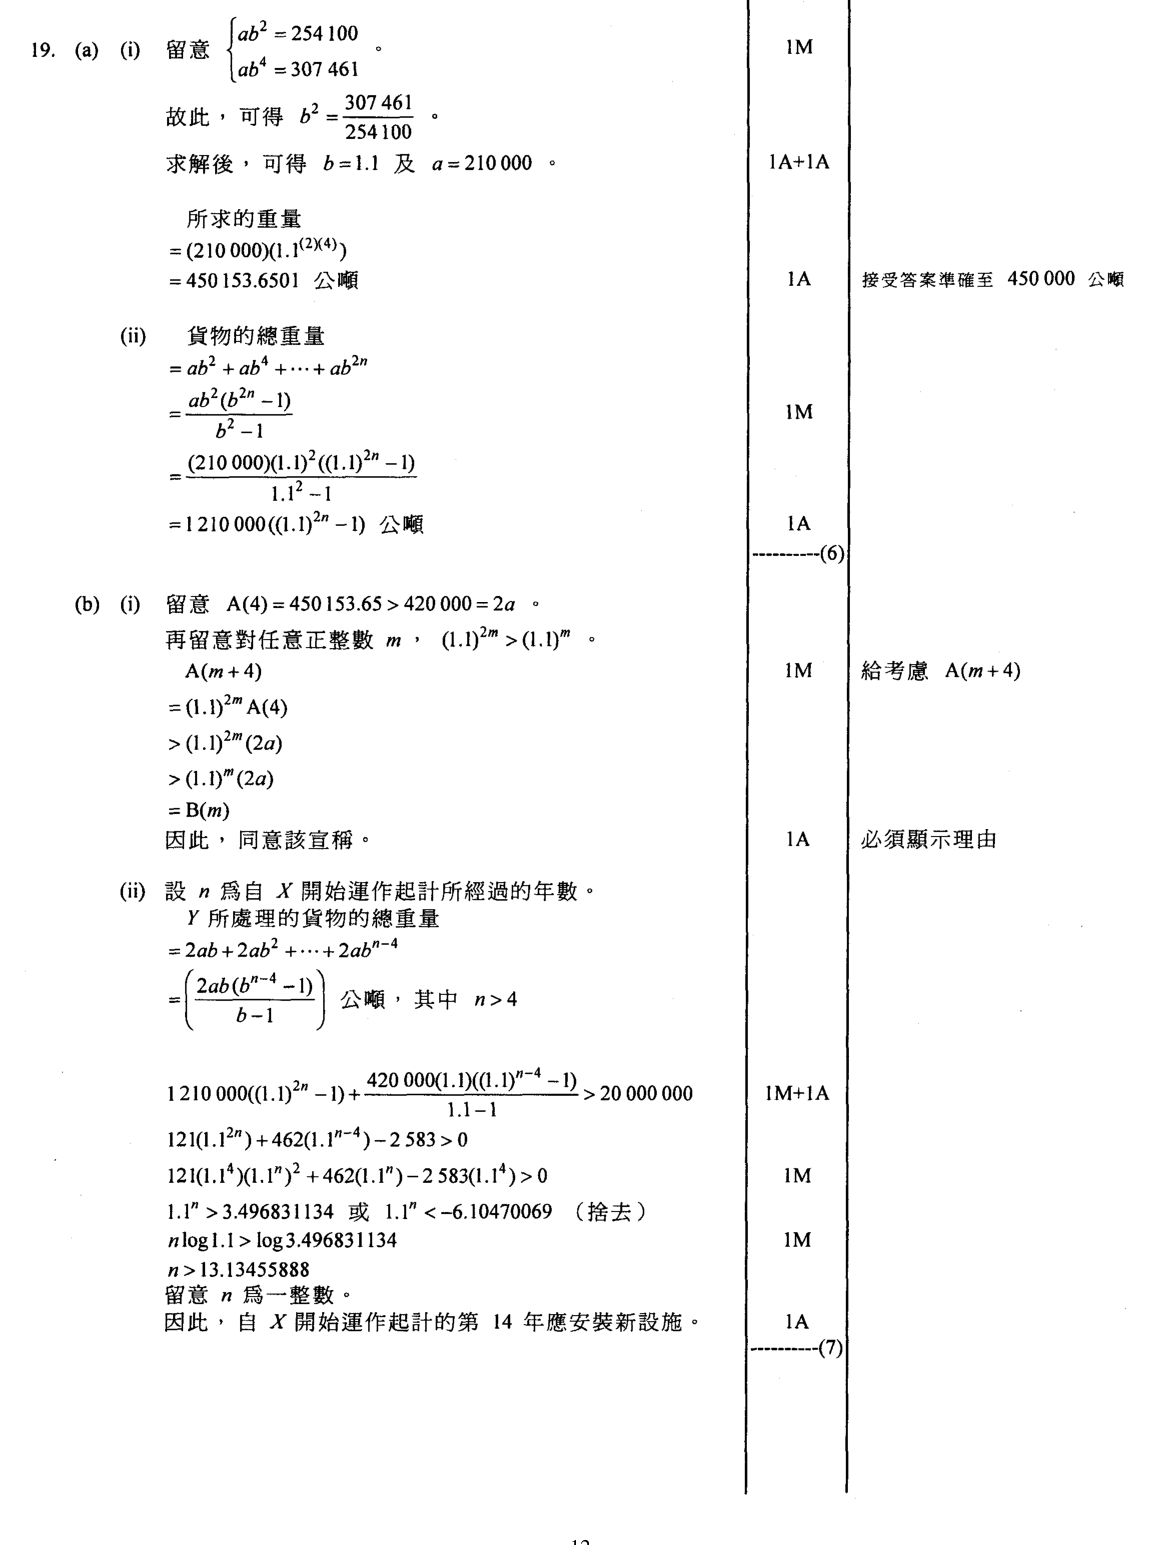 19. (a) (i) 留意 { ab² = 254 100 1M
ab⁴ = 307 461 。
故此，可得 b² = 307 461 / 254 100 。
求解後，可得 b = 1.1 及 a = 210 000 。 1A+1A
所求的重量
= (210 000)(1.1^(2)(4))
= 450 153.6501 公噸 1A 接受答案準確至 450 000 公噸
(ii) 貨物的總重量
= ab² + ab⁴ + ⋯ + ab²ⁿ
= ab²(b²ⁿ − 1) / b² − 1 1M
= (210 000)(1.1)²((1.1)²ⁿ − 1) / 1.1² − 1
= 1 210 000((1.1)²ⁿ − 1) 公噸 1A
----------(6)
(b) (i) 留意 A(4) = 450 153.65 > 420 000 = 2a 。
再留意對任意正整數 m ， (1.1)²ᵐ > (1.1)ᵐ 。
A(m + 4) 1M 給考慮 A(m + 4)
= (1.1)²ᵐ A(4)
> (1.1)²ᵐ (2a)
> (1.1)ᵐ (2a)
= B(m)
因此，同意該宣稱。 1A 必須顯示理由
(ii) 設 n 為自 X 開始運作起計所經過的年數。
Y 所處理的貨物的總重量
= 2ab + 2ab² + ⋯ + 2abⁿ⁻⁴
= (2ab(bⁿ⁻⁴ − 1) / b − 1) 公噸，其中 n > 4
1 210 000((1.1)²ⁿ − 1) + 420 000(1.1)((1.1)ⁿ⁻⁴ − 1) / 1.1 − 1 > 20 000 000 1M+1A
121(1.1²ⁿ) + 462(1.1ⁿ⁻⁴) − 2 583 > 0
121(1.1⁴)(1.1ⁿ)² + 462(1.1ⁿ) − 2 583(1.1⁴) > 0 1M
1.1ⁿ > 3.496831134 或 1.1ⁿ < −6.10470069 （捨去）
n log 1.1 > log 3.496831134 1M
n > 13.13455888
留意 n 為一整數。
因此，自 X 開始運作起計的第 14 年應安裝新設施。 1A
----------(7)